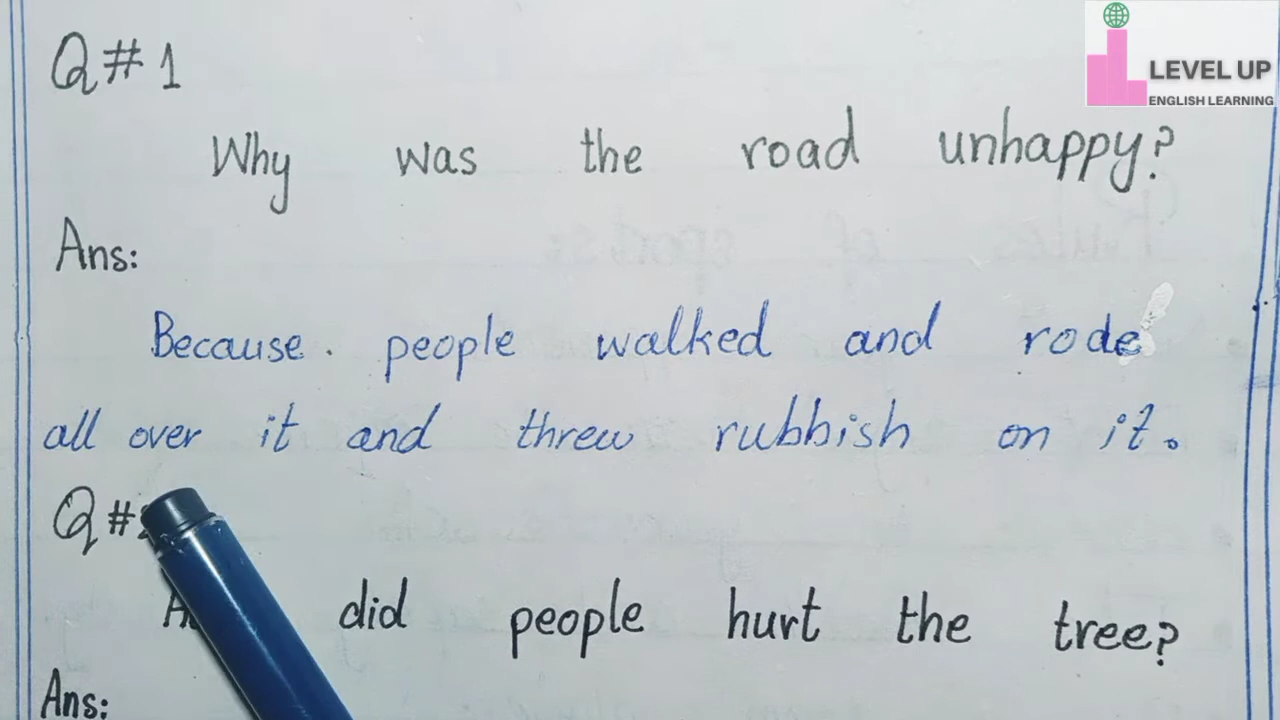 LEVEL UP
ENGLISH LEARNING
Q # 1
Why was the road unhappy?
Ans:
Because people walked and rode
all over it and threw rubbish on it.
Q #
did people hurt the tree?
Ans: